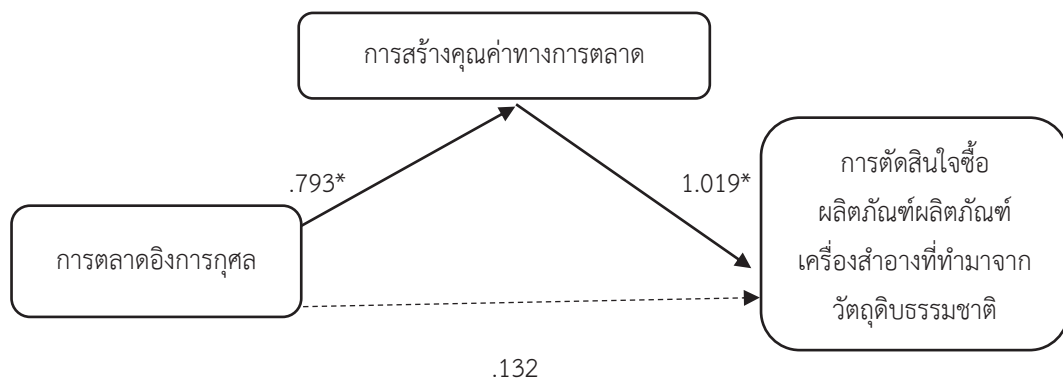 การสร้างคุณค่าทางการตลาด
.793*
1.019*
การตลาดอิงการกุศล
การตัดสินใจซื้อ
ผลิตภัณฑ์ผลิตภัณฑ์
เครื่องสำอางที่ทำมาจาก
วัตถุดิบธรรมชาติ
.132